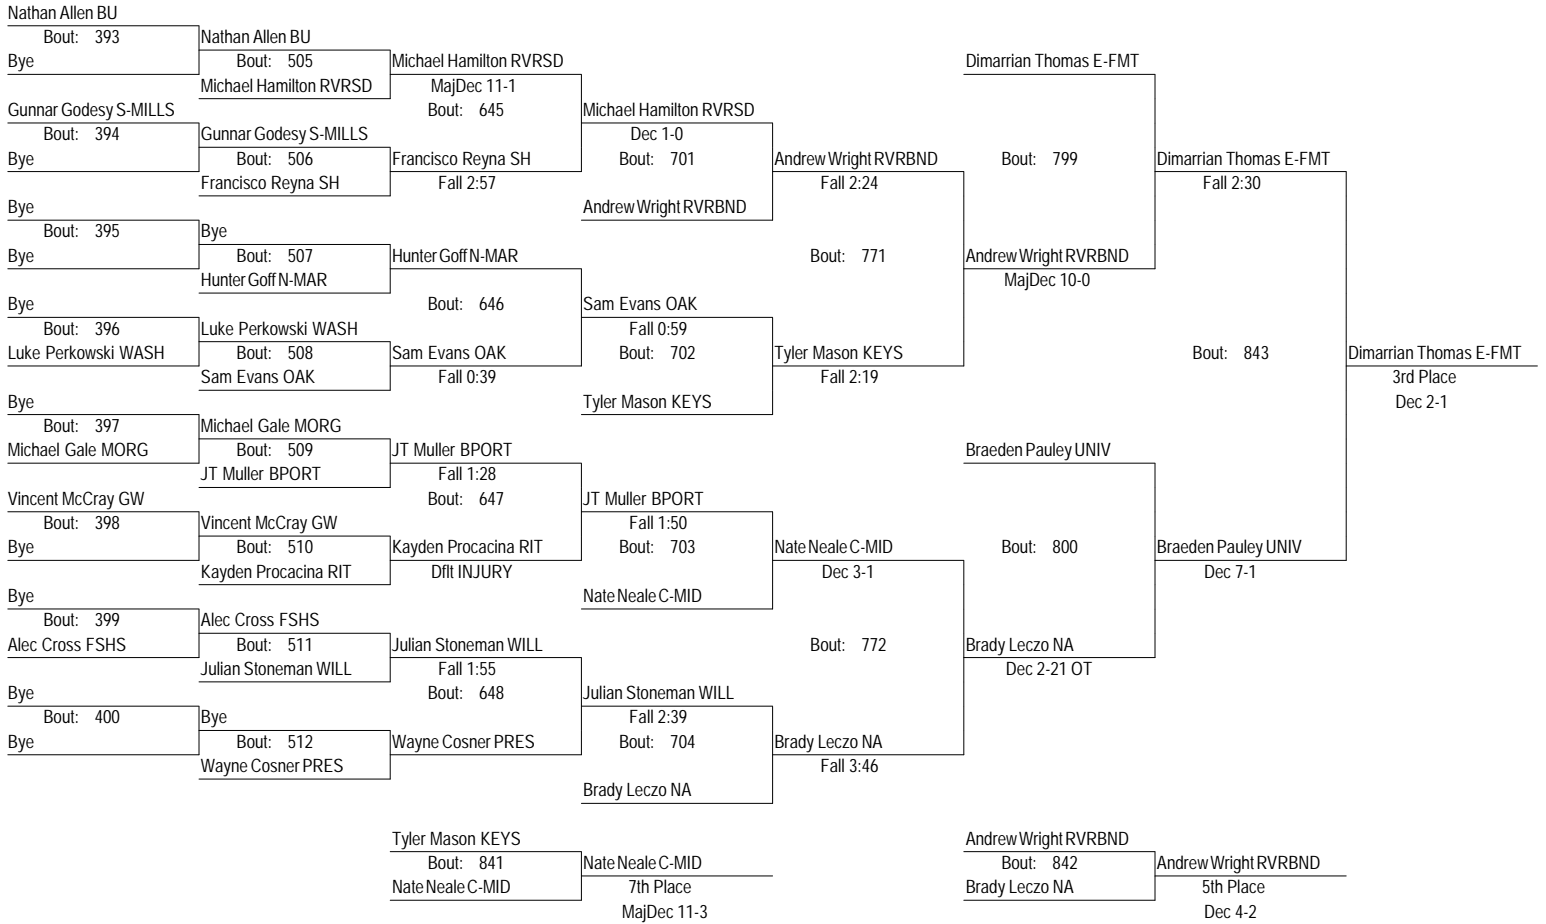 Nathan Allen BU
Bout: 393
Bye
Nathan Allen BU
Bout: 505
Michael Hamilton RVRSD
Michael Hamilton RVRSD
MajDec 11-1
Bout: 645
Gunnar Godesy S-MILLS
Bout: 394
Bye
Gunnar Godesy S-MILLS
Bout: 506
Francisco Reyna SH
Francisco Reyna SH
Fall 2:57
Michael Hamilton RVRSD
Dec 1-0
Bout: 701
Andrew Wright RVRBND
Andrew Wright RVRBND
Fall 2:24
Bye
Bout: 395
Bye
Bye
Bout: 507
Hunter Goff N-MAR
Hunter Goff N-MAR
Bout: 646
Bye
Bout: 396
Luke Perkowski WASH
Luke Perkowski WASH
Bout: 508
Sam Evans OAK
Sam Evans OAK
Fall 0:39
Sam Evans OAK
Fall 0:59
Bout: 702
Tyler Mason KEYS
Tyler Mason KEYS
Fall 2:19
Bout: 771
Dimarrian Thomas E-FMT
Bout: 799
Andrew Wright RVRBND
MajDec 10-0
Dimarrian Thomas E-FMT
Fall 2:30
Bye
Bout: 397
Michael Gale MORG
Michael Gale MORG
Bout: 509
JT Muller BPORT
JT Muller BPORT
Fall 1:28
Bout: 647
Vincent McCray GW
Bout: 398
Bye
Vincent McCray GW
Bout: 510
Kayden Procacina RIT
Kayden Procacina RIT
Dflt INJURY
JT Muller BPORT
Fall 1:50
Bout: 703
Nate Neale C-MID
Nate Neale C-MID
Dec 3-1
Bye
Bout: 399
Alec Cross FSHS
Alec Cross FSHS
Bout: 511
Julian Stoneman WILL
Julian Stoneman WILL
Fall 1:55
Bout: 648
Bye
Bout: 400
Bye
Bye
Bout: 512
Wayne Cosner PRES
Wayne Cosner PRES
Julian Stoneman WILL
Fall 2:39
Bout: 704
Brady Leczo NA
Brady Leczo NA
Fall 3:46
Bout: 772
Braeden Pauley UNIV
Bout: 800
Brady Leczo NA
Dec 2-21 OT
Braeden Pauley UNIV
Dec 7-1
Bout: 843
Dimarrian Thomas E-FMT
3rd Place
Dec 2-1
Tyler Mason KEYS
Bout: 841
Nate Neale C-MID
Nate Neale C-MID
7th Place
MajDec 11-3
Andrew Wright RVRBND
Bout: 842
Brady Leczo NA
Andrew Wright RVRBND
5th Place
Dec 4-2